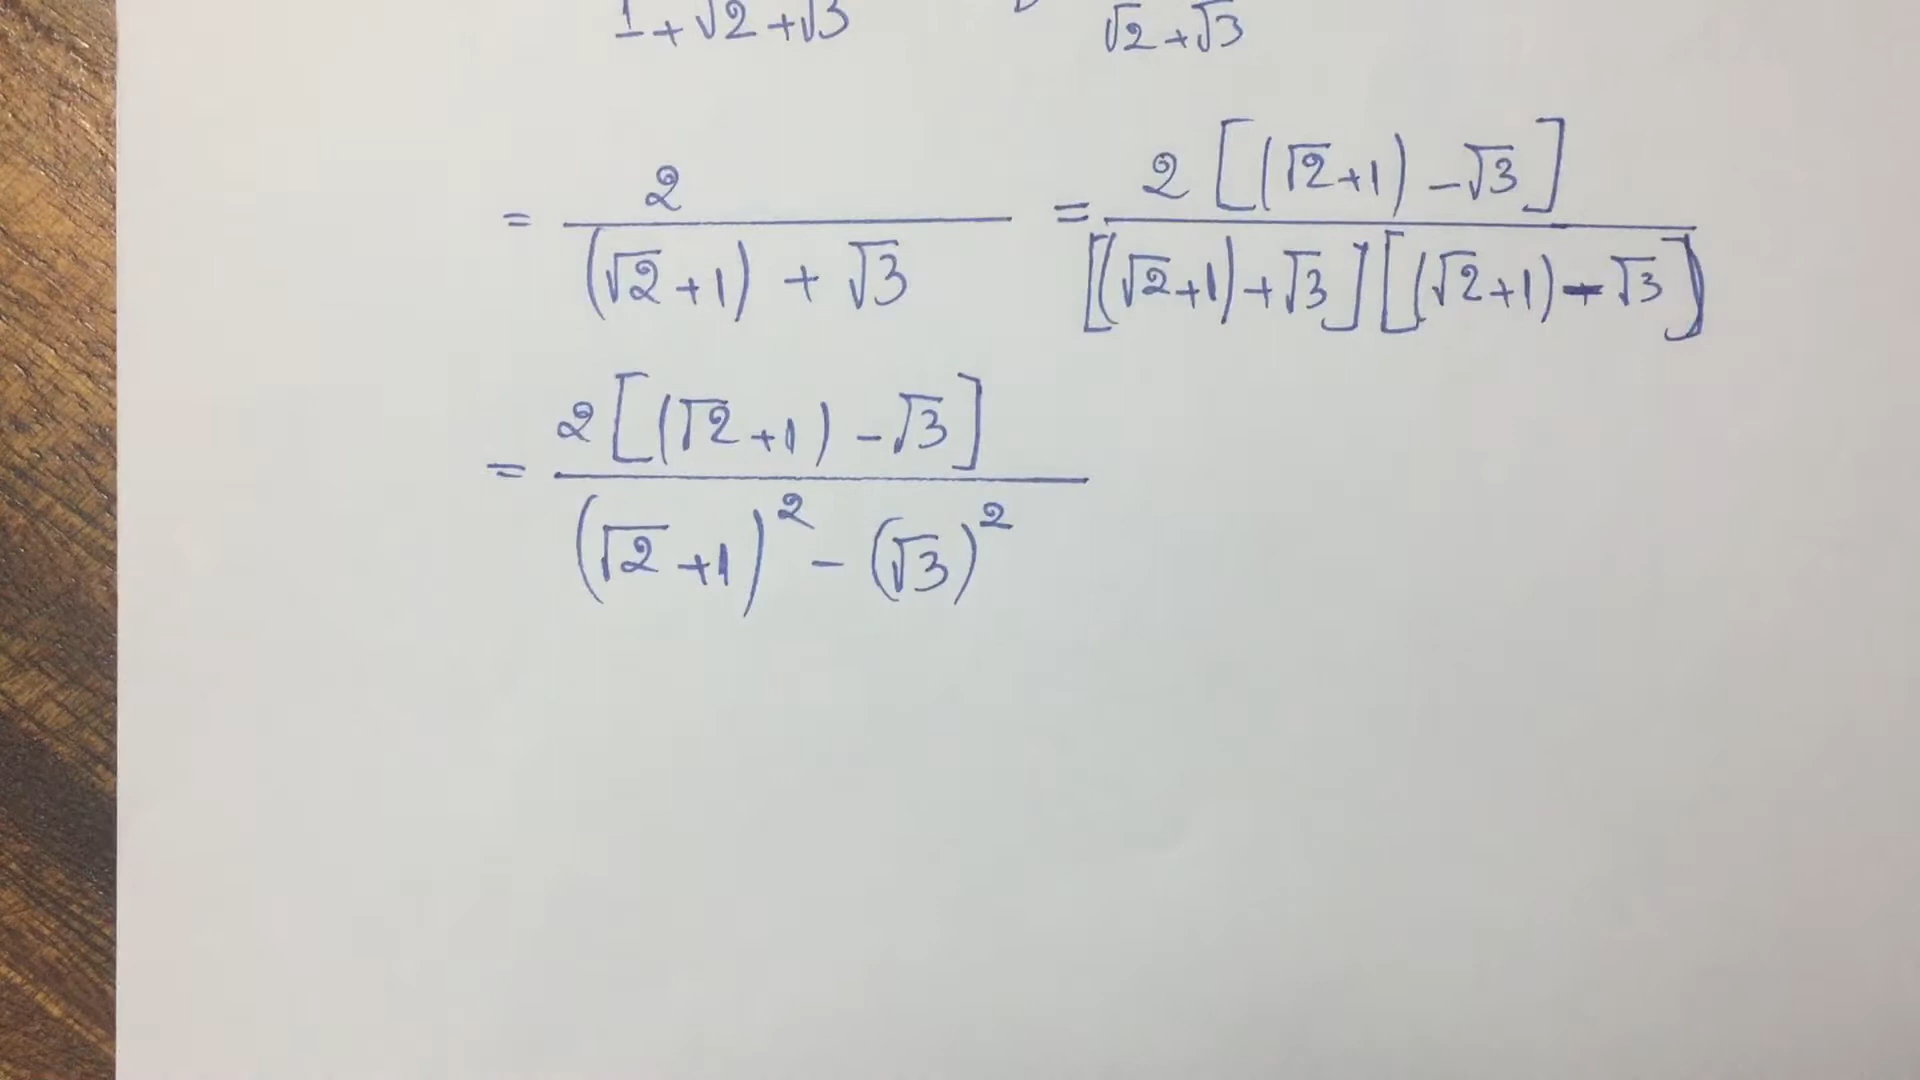 1+√2+√3 √2+√3
= 2 / (√2+1) + √3 = 2[(√2+1) -√3] / [(√2+1)+√3][(√2+1)-√3]
= 2[(√2+1) -√3] / (√2+1)² - (√3)²